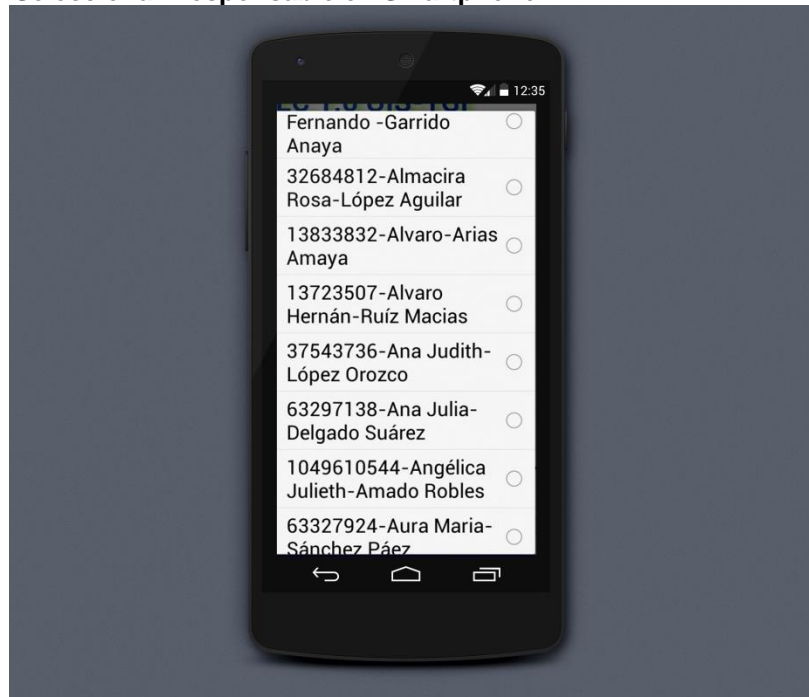 12:35
Fernando -Garrido
Anaya
32684812-Almacira
Rosa-López Aguilar
13833832-Alvaro-Arias
Amaya
13723507-Alvaro
Hernán-Ruíz Macias
37543736-Ana Judith-
López Orozco
63297138-Ana Julia-
Delgado Suárez
1049610544-Angélica
Julieth-Amado Robles
63327924-Aura Maria-
Sánchez Páez